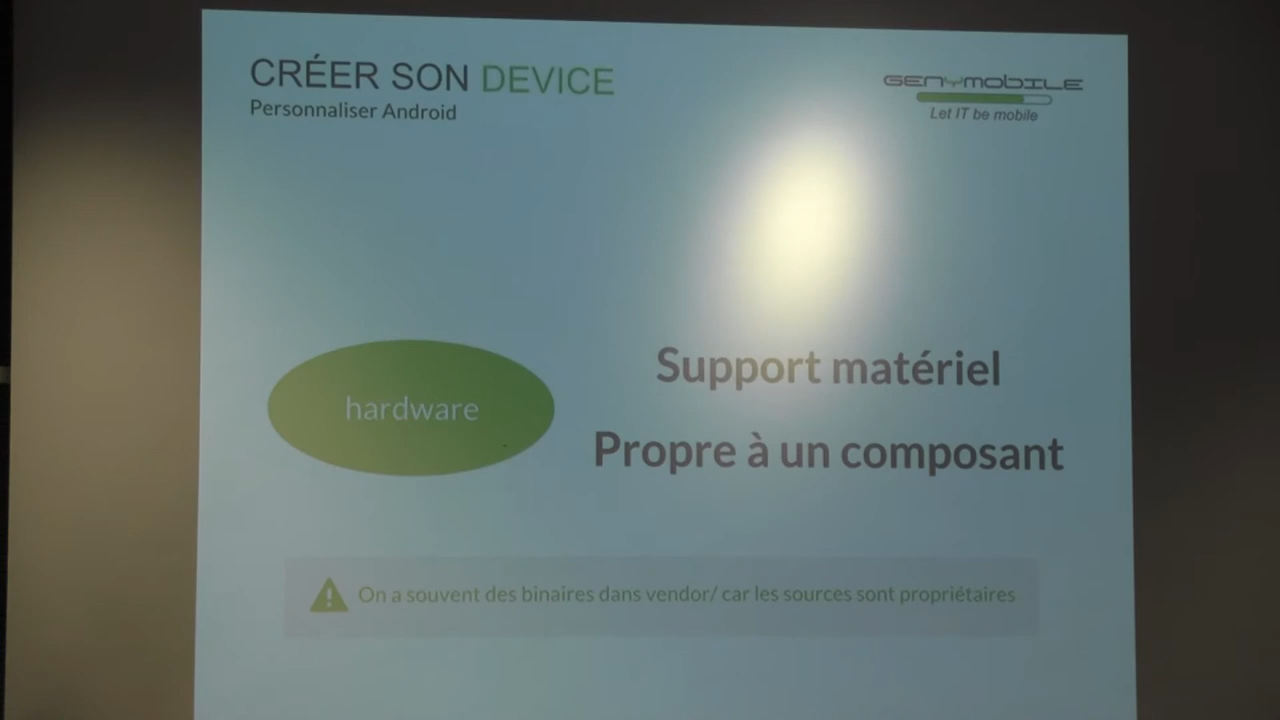 CRÉER SON DEVICE
Personnaliser Android
GENYMOBILE
Let IT be mobile
hardware
Support matériel
Propre à un composant
On a souvent des binaires dans vendor/ car les sources sont propriétaires